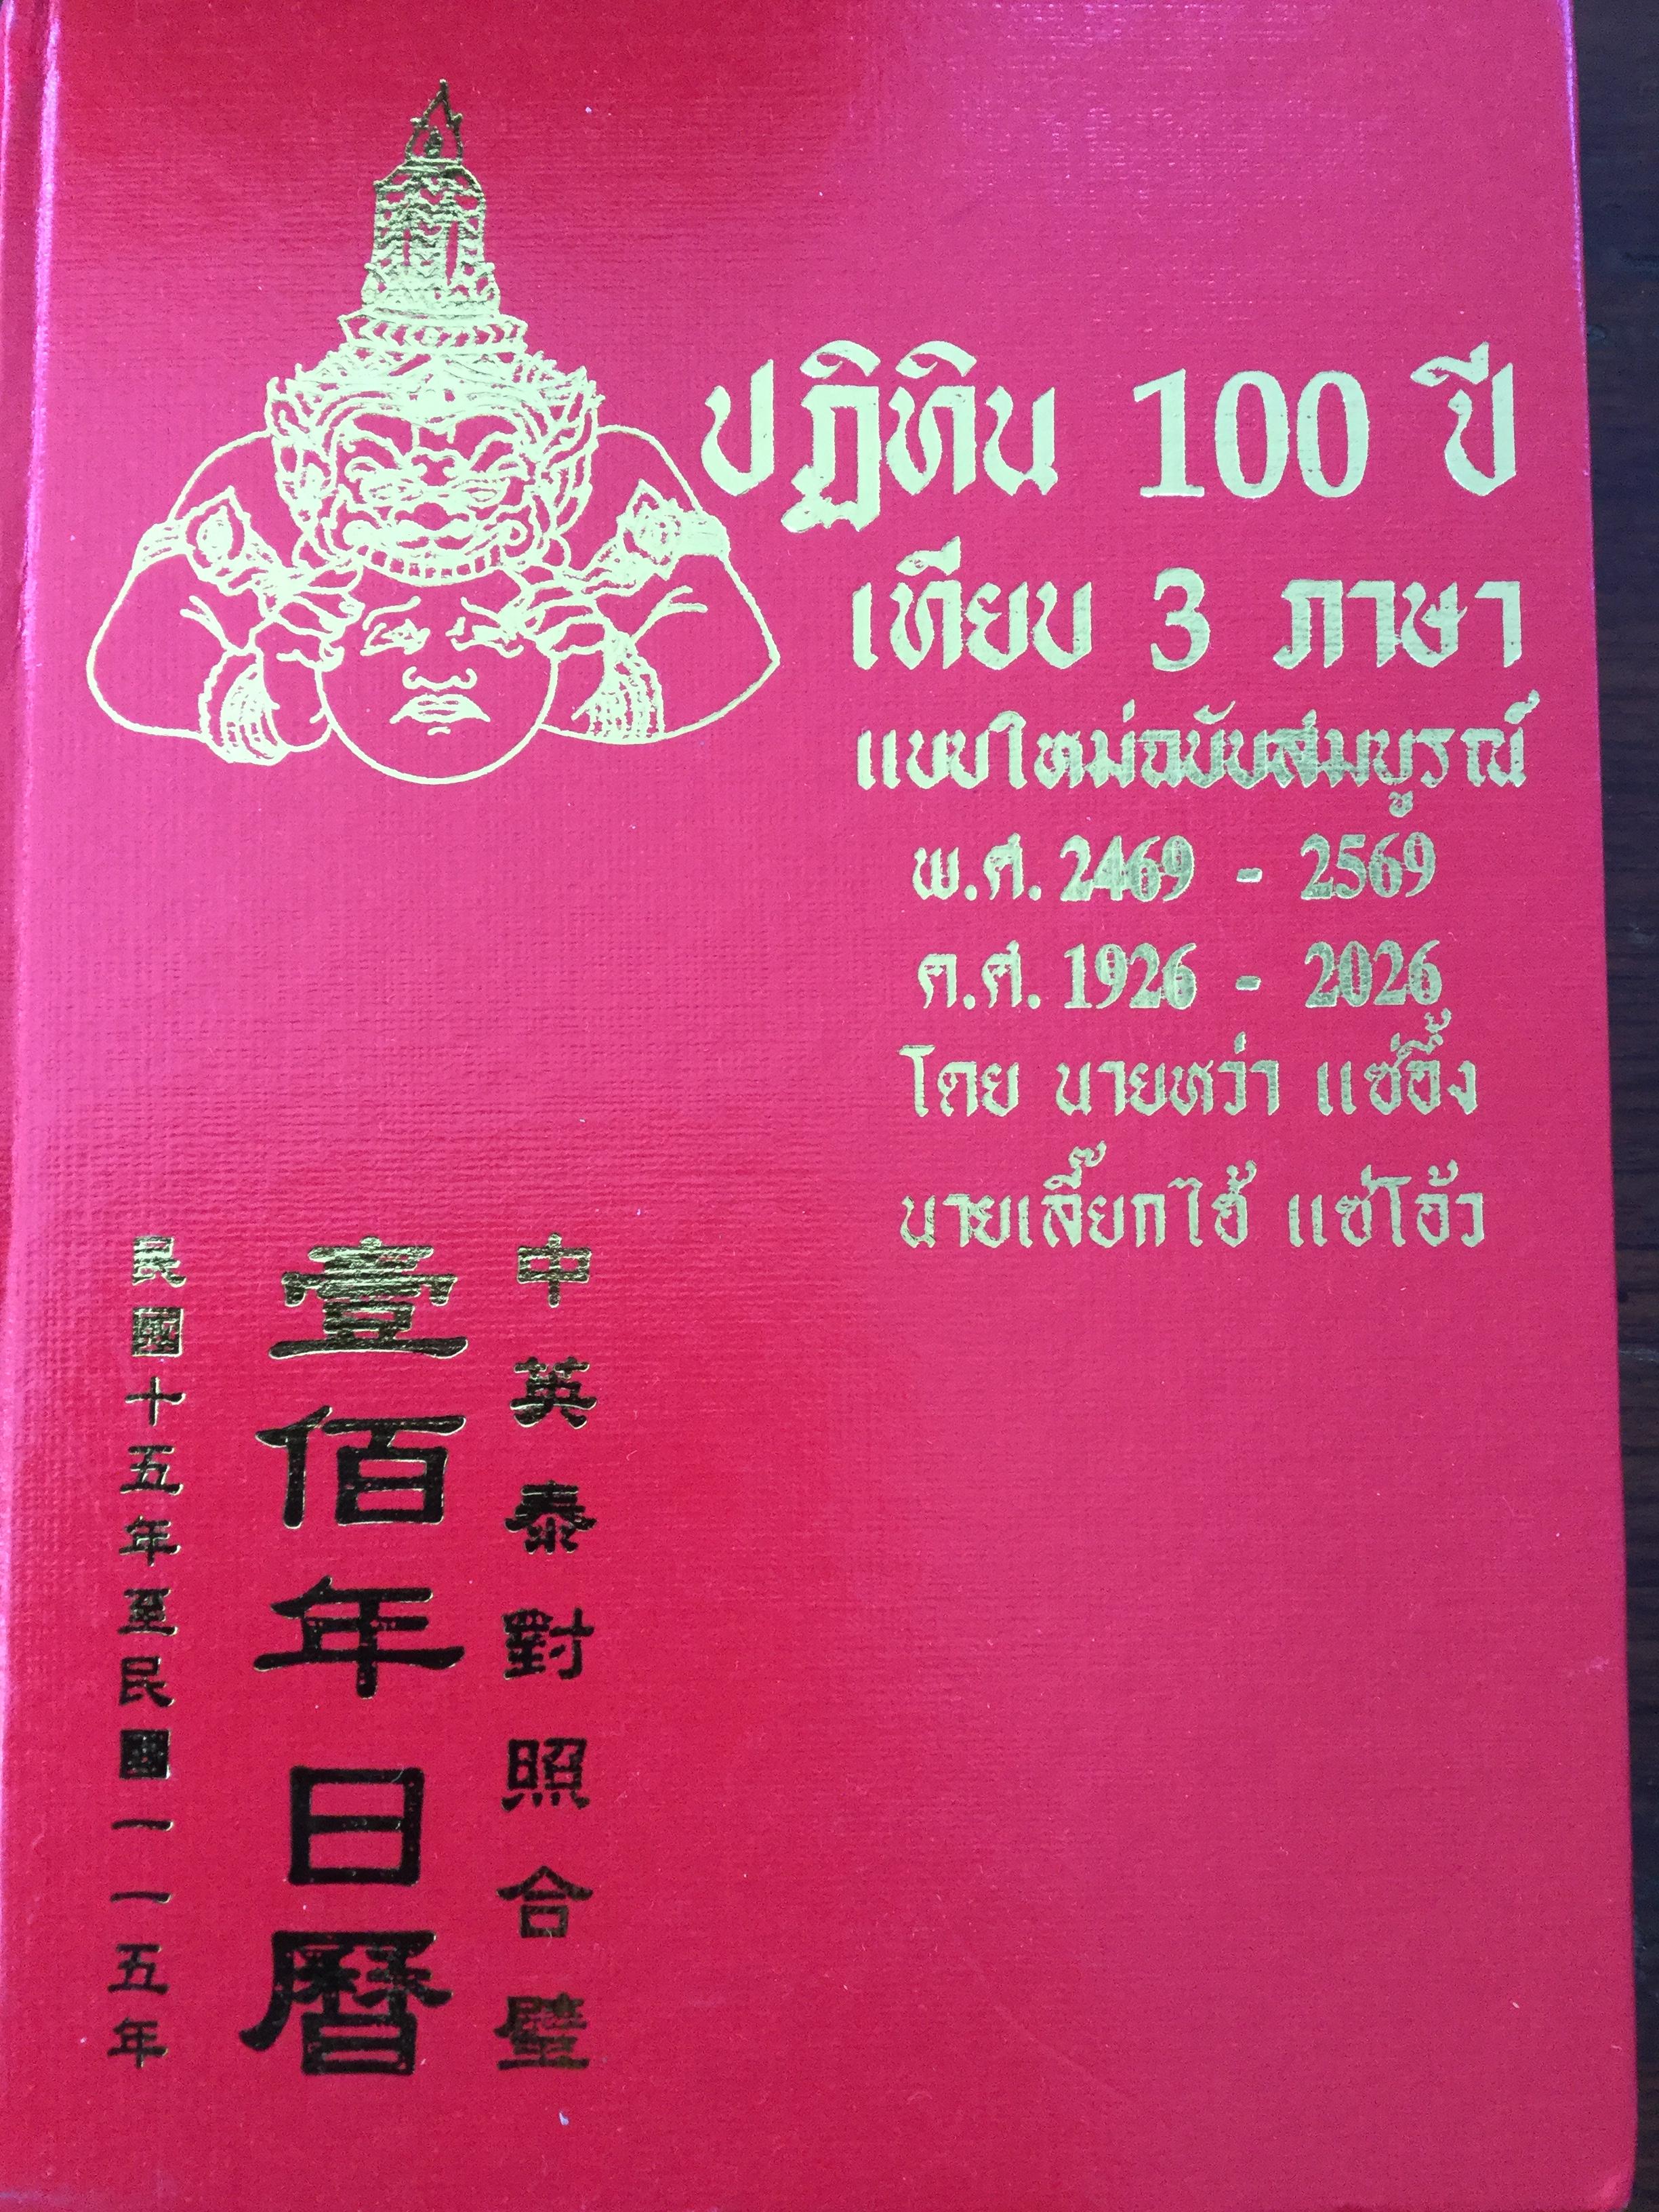 ปฏิทิน 100 ปี
เทียบ 3 ภาษา
แบบใหม่ฉบับสมบูรณ์
พ.ศ. 2469 - 2569
ค.ศ. 1926 - 2026
โดย นายหว่า แซ่อึ้ง
นายเลี๊ยกไฮ้ แซ่โอ้ว
中英泰對照合璧
壹佰年日曆
民國十五年至民國一一五年